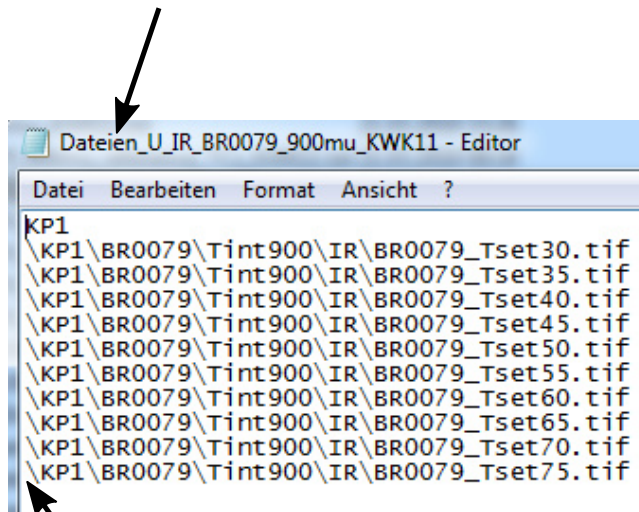 Dateien_U_IR_BR0079_900mu_KWK11 - Editor
Datei Bearbeiten Format Ansicht ?
KP1
\KP1\BR0079\Tint900\IR\BR0079_Tset30.tif
\KP1\BR0079\Tint900\IR\BR0079_Tset35.tif
\KP1\BR0079\Tint900\IR\BR0079_Tset40.tif
\KP1\BR0079\Tint900\IR\BR0079_Tset45.tif
\KP1\BR0079\Tint900\IR\BR0079_Tset50.tif
\KP1\BR0079\Tint900\IR\BR0079_Tset55.tif
\KP1\BR0079\Tint900\IR\BR0079_Tset60.tif
\KP1\BR0079\Tint900\IR\BR0079_Tset65.tif
\KP1\BR0079\Tint900\IR\BR0079_Tset70.tif
\KP1\BR0079\Tint900\IR\BR0079_Tset75.tif